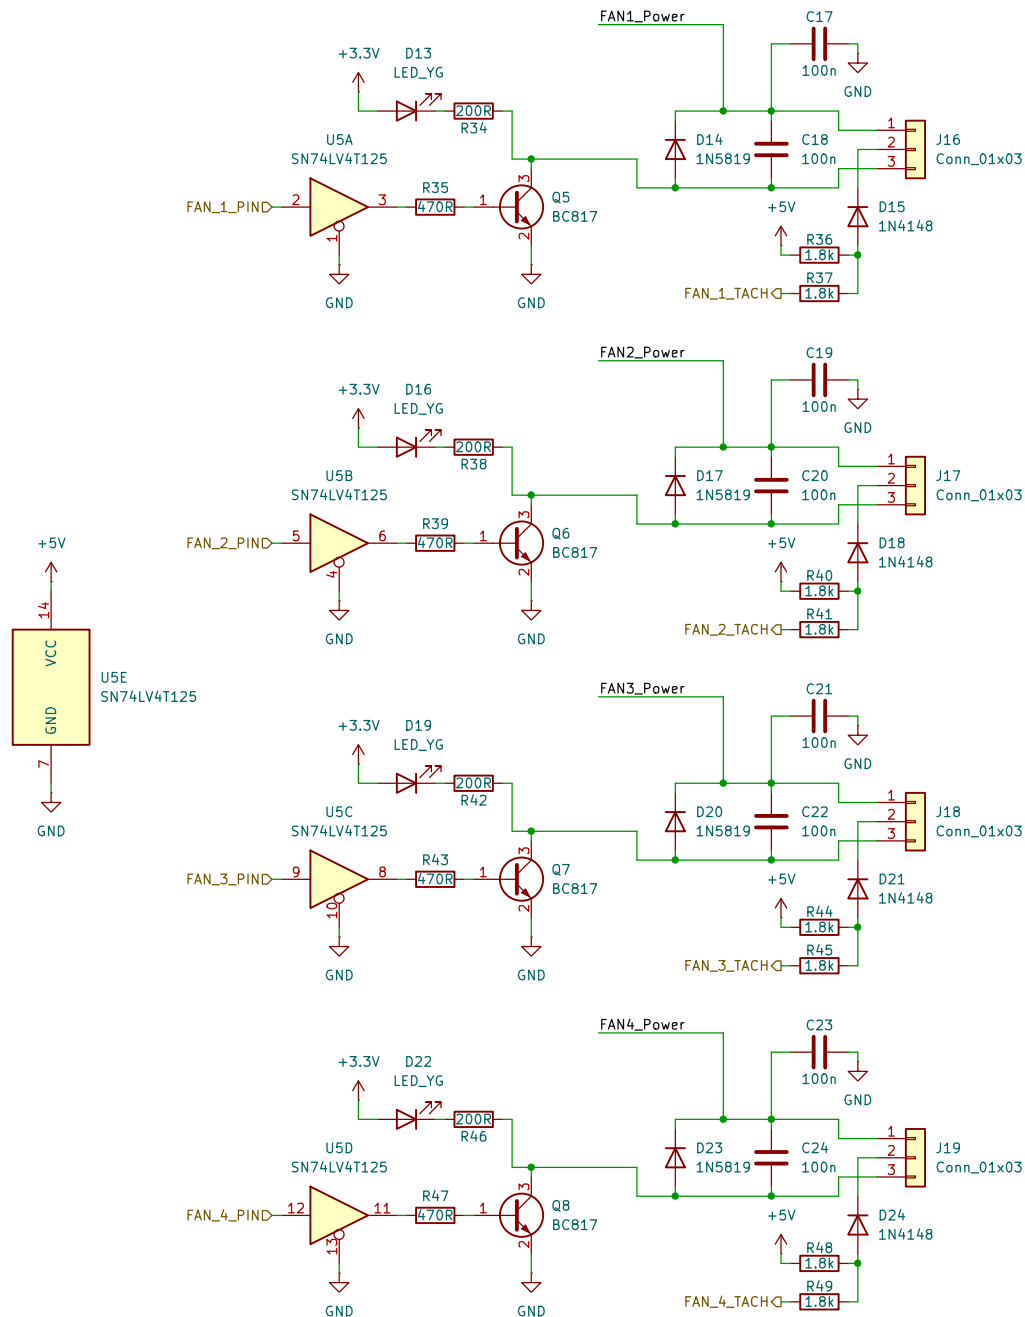 FAN1_Power
C17
100n
GND
+3.3V
D13
LED_YG
200R
R34
U5A
SN74LV4T125
FAN_1_PIN
2
3
1
GND
R35
470R
1
3
2
Q5
BC817
GND
D14
1N5819
C18
100n
1
2
3
J16
Conn_01x03
+5V
D15
1N4148
R36
1.8k
R37
1.8k
FAN_1_TACH
FAN2_Power
C19
100n
GND
+3.3V
D16
LED_YG
200R
R38
U5B
SN74LV4T125
FAN_2_PIN
5
6
4
GND
R39
470R
1
3
2
Q6
BC817
GND
D17
1N5819
C20
100n
1
2
3
J17
Conn_01x03
+5V
D18
1N4148
R40
1.8k
R41
1.8k
FAN_2_TACH
+5V
14
VCC
GND
7
U5E
SN74LV4T125
GND
FAN3_Power
C21
100n
GND
+3.3V
D19
LED_YG
200R
R42
U5C
SN74LV4T125
FAN_3_PIN
9
8
10
GND
R43
470R
1
3
2
Q7
BC817
GND
D20
1N5819
C22
100n
1
2
3
J18
Conn_01x03
+5V
D21
1N4148
R44
1.8k
R45
1.8k
FAN_3_TACH
FAN4_Power
C23
100n
GND
+3.3V
D22
LED_YG
200R
R46
U5D
SN74LV4T125
FAN_4_PIN
12
11
13
GND
R47
470R
1
3
2
Q8
BC817
GND
D23
1N5819
C24
100n
1
2
3
J19
Conn_01x03
+5V
D24
1N4148
R48
1.8k
R49
1.8k
FAN_4_TACH